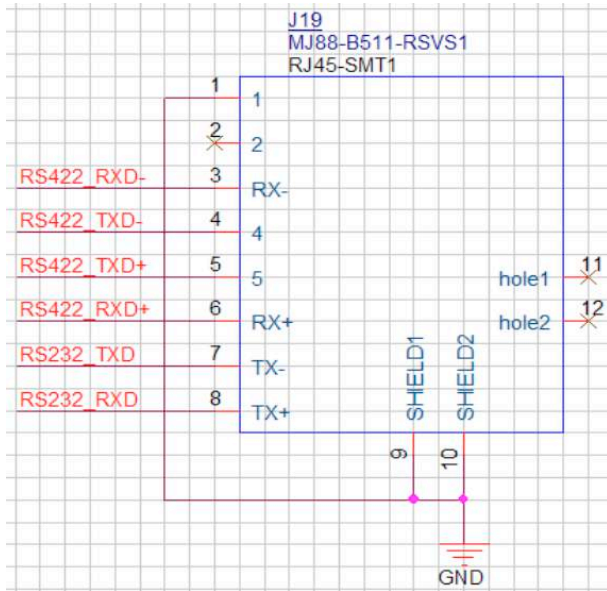 J19
MJ88-B511-RSVS1
RJ45-SMT1
1 1
2 2
RS422_RXD- 3 RX-
RS422_TXD- 4 4
RS422_TXD+ 5 5 hole1 11
RS422_RXD+ 6 RX+ hole2 12
RS232_TXD 7 TX-
RS232_RXD 8 TX+
SHIELD1
SHIELD2
9
10
GND